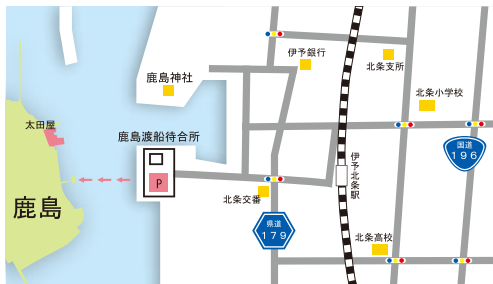 伊予銀行
北条支所
鹿島神社
北条小学校
太田屋
鹿島渡船待合所
国道
196
伊予北条駅
P
鹿島
北条交番
県道
179
北条高校